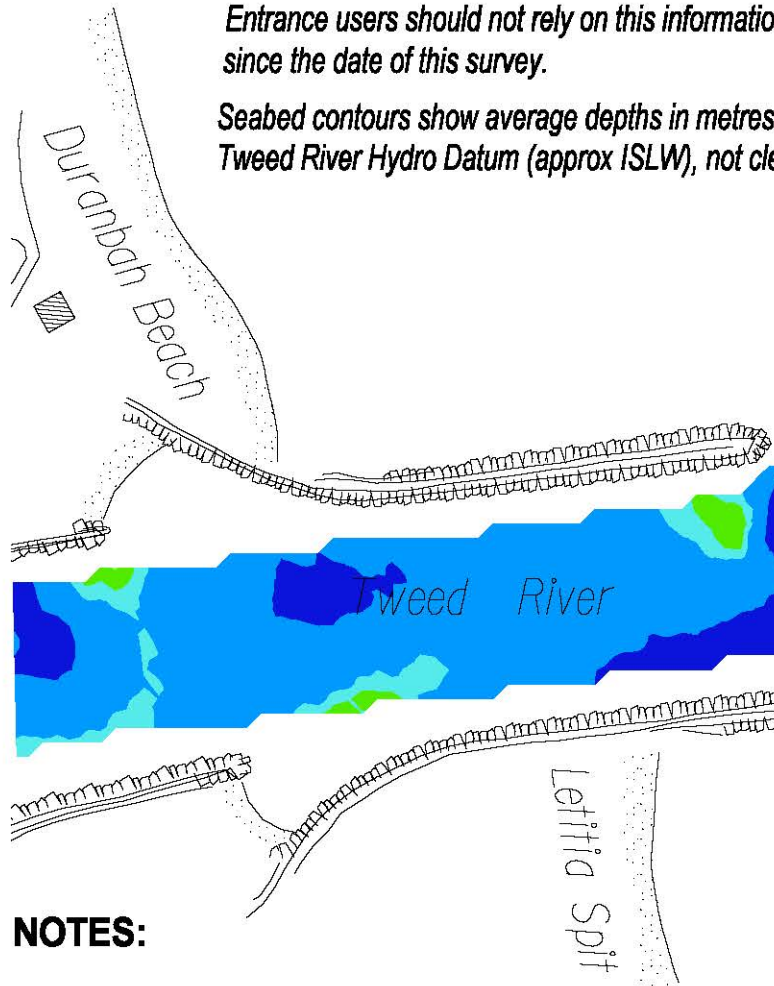 Entrance users should not rely on this informatio
since the date of this survey.
Seabed contours show average depths in metres
Tweed River Hydro Datum (approx ISLW), not cle
Duranbah Beach
Tweed River
Letitia Spit
NOTES: